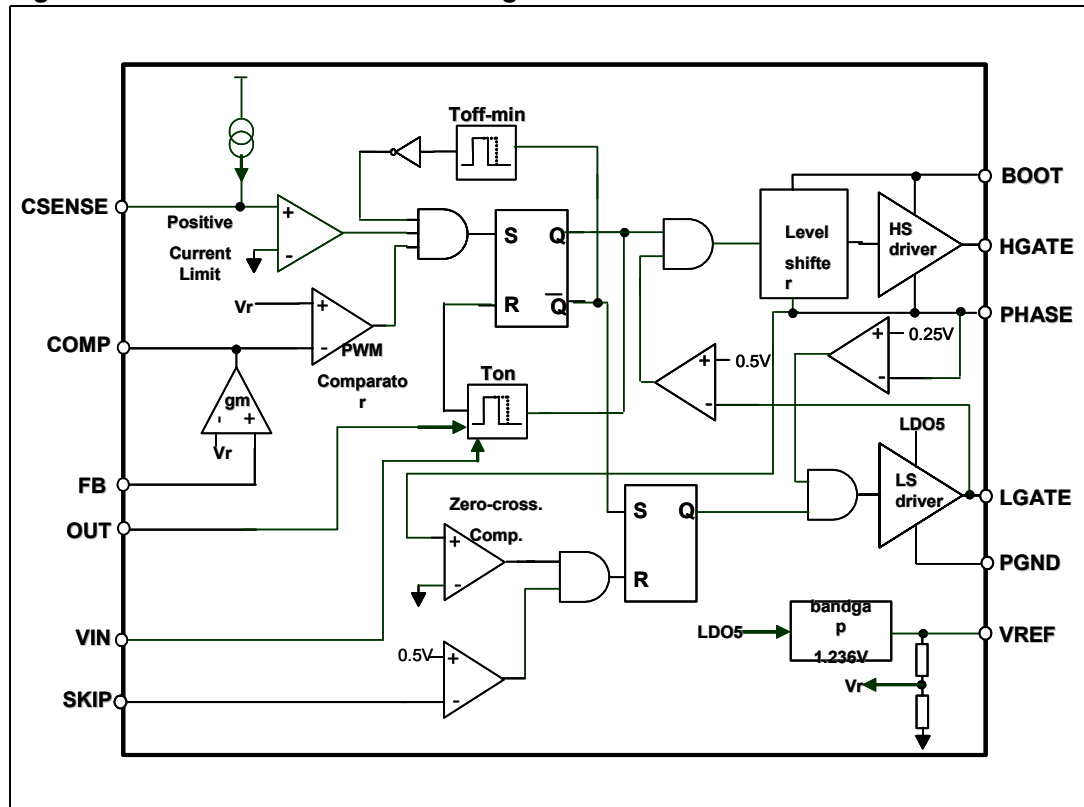 Toff-min
BOOT
CSENSE
+
Positive
-
Current
Limit
S
Q
R
Q
Level
shifte
r
HS
driver
HGATE
Vr
+
-
PWM
Comparato
r
PHASE
COMP
gm
-
+
Vr
Ton
+
0.5V
-
+
0.25V
-
LDO5
FB
OUT
Zero-cross.
Comp.
+
-
S
Q
R
LS
driver
LGATE
PGND
bandga
p
1.236V
LDO5
VREF
Vr
VIN
0.5V
+
-
SKIP